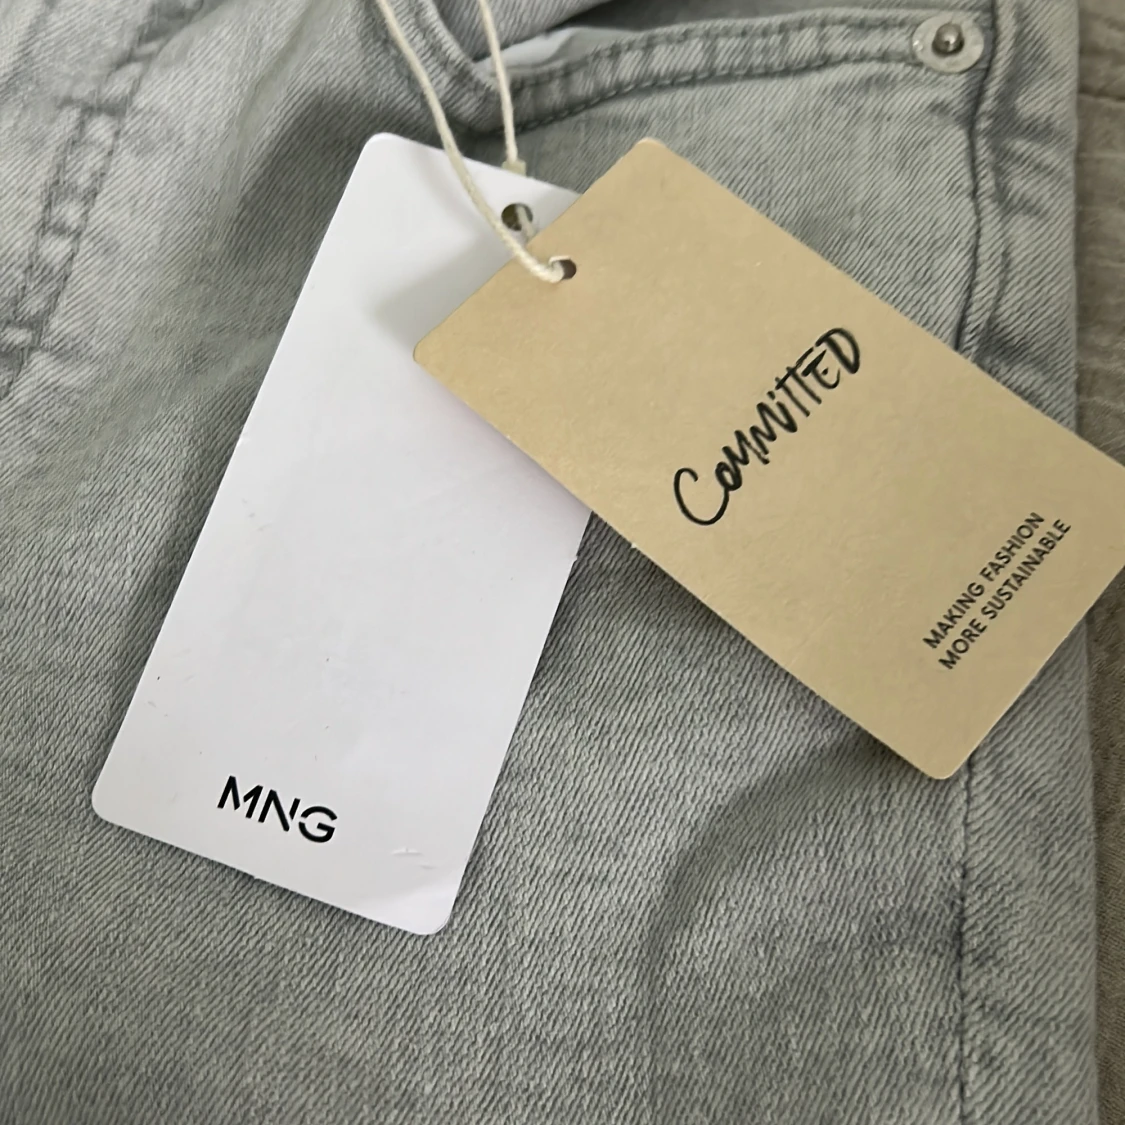 MNG
COMMITTED
MAKING FASHION
MORE SUSTAINABLE